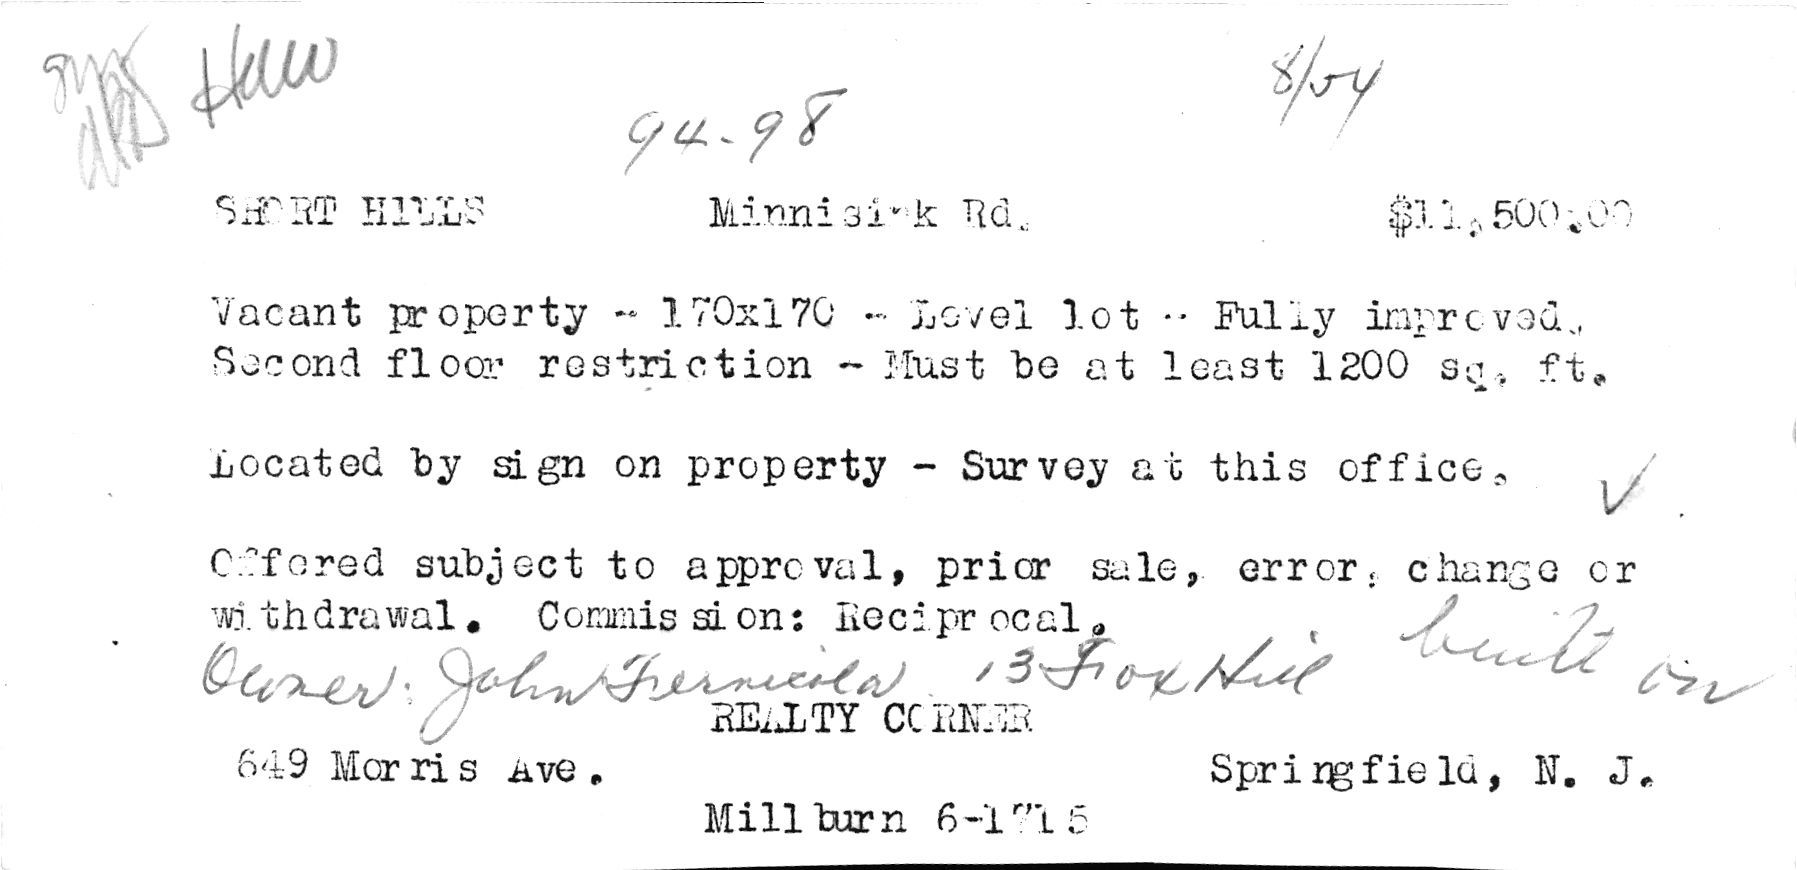 8/54
94-98
SHORT HILLS Minnisink Rd. $11,500.00
Vacant property - 170x170 - Level lot - Fully improved.
Second floor restriction - Must be at least 1200 sq. ft.
Located by sign on property - Survey at this office. ✓
Offered subject to approval, prior sale, error, change or
withdrawal. Commission: Reciprocal.
Owner: John Fernicola 13 Fox Hill built on
REALTY CORNER
649 Morris Ave. Springfield, N. J.
Millburn 6-1715